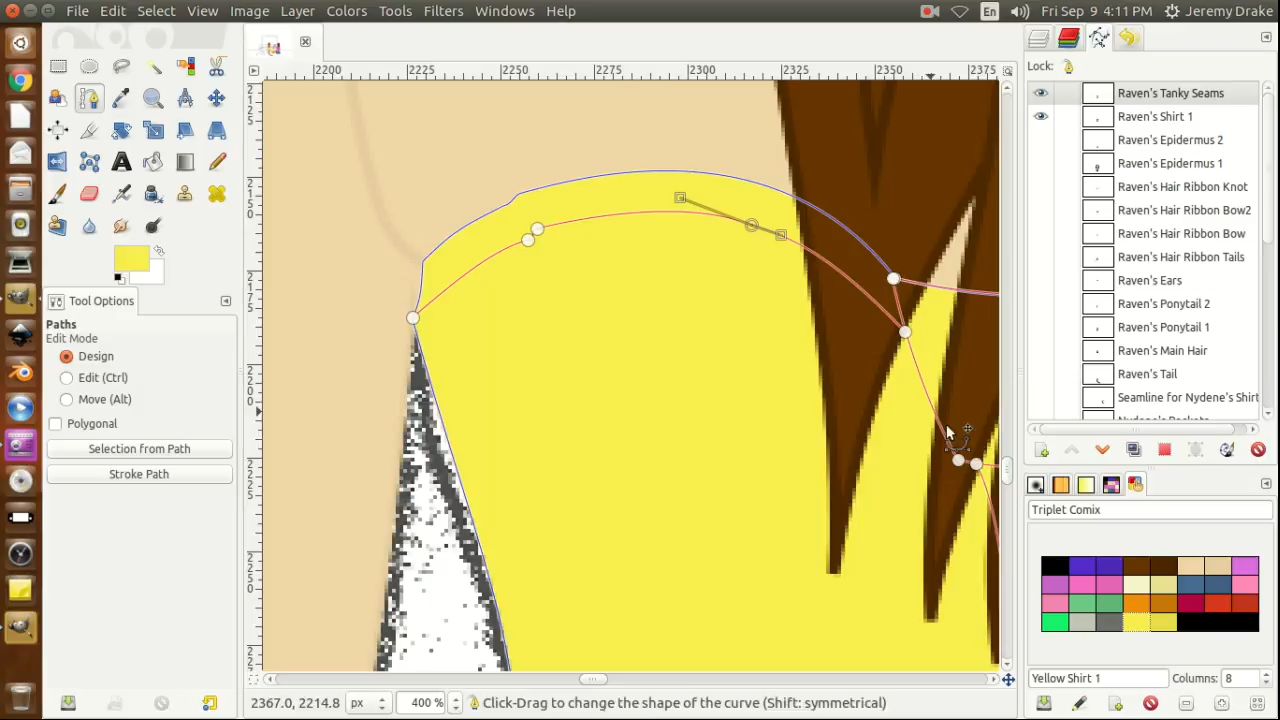 File Edit Select View Image Layer Colors Tools Filters Windows Help
En Fri Sep 9 4:11 PM Jeremy Drake
2200 2225 2250 2275 2300 2325 2350 2375
Lock:
Raven's Tanky Seams
Raven's Shirt 1
Raven's Epidermus 2
Raven's Epidermus 1
Raven's Hair Ribbon Knot
Raven's Hair Ribbon Bow2
Raven's Hair Ribbon Bow
Raven's Hair Ribbon Tails
Raven's Ears
Raven's Ponytail 2
Raven's Ponytail 1
Raven's Main Hair
Raven's Tail
Seamline for Nydene's Shirt
Tool Options
Paths
Edit Mode
Design
Edit (Ctrl)
Move (Alt)
Polygonal
Selection from Path
Stroke Path
Triplet Comix
Yellow Shirt 1 Columns: 8
2367.0, 2214.8 px 400 % Click-Drag to change the shape of the curve (Shift: symmetrical)